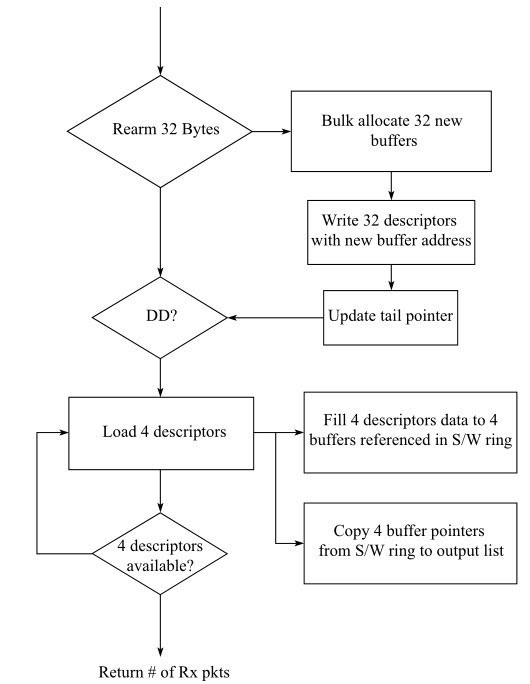 Rearm 32 Bytes
Bulk allocate 32 new
buffers
Write 32 descriptors
with new buffer address
DD?
Update tail pointer
Load 4 descriptors
Fill 4 descriptors data to 4
buffers referenced in S/W ring
4 descriptors
available?
Copy 4 buffer pointers
from S/W ring to output list
Return # of Rx pkts